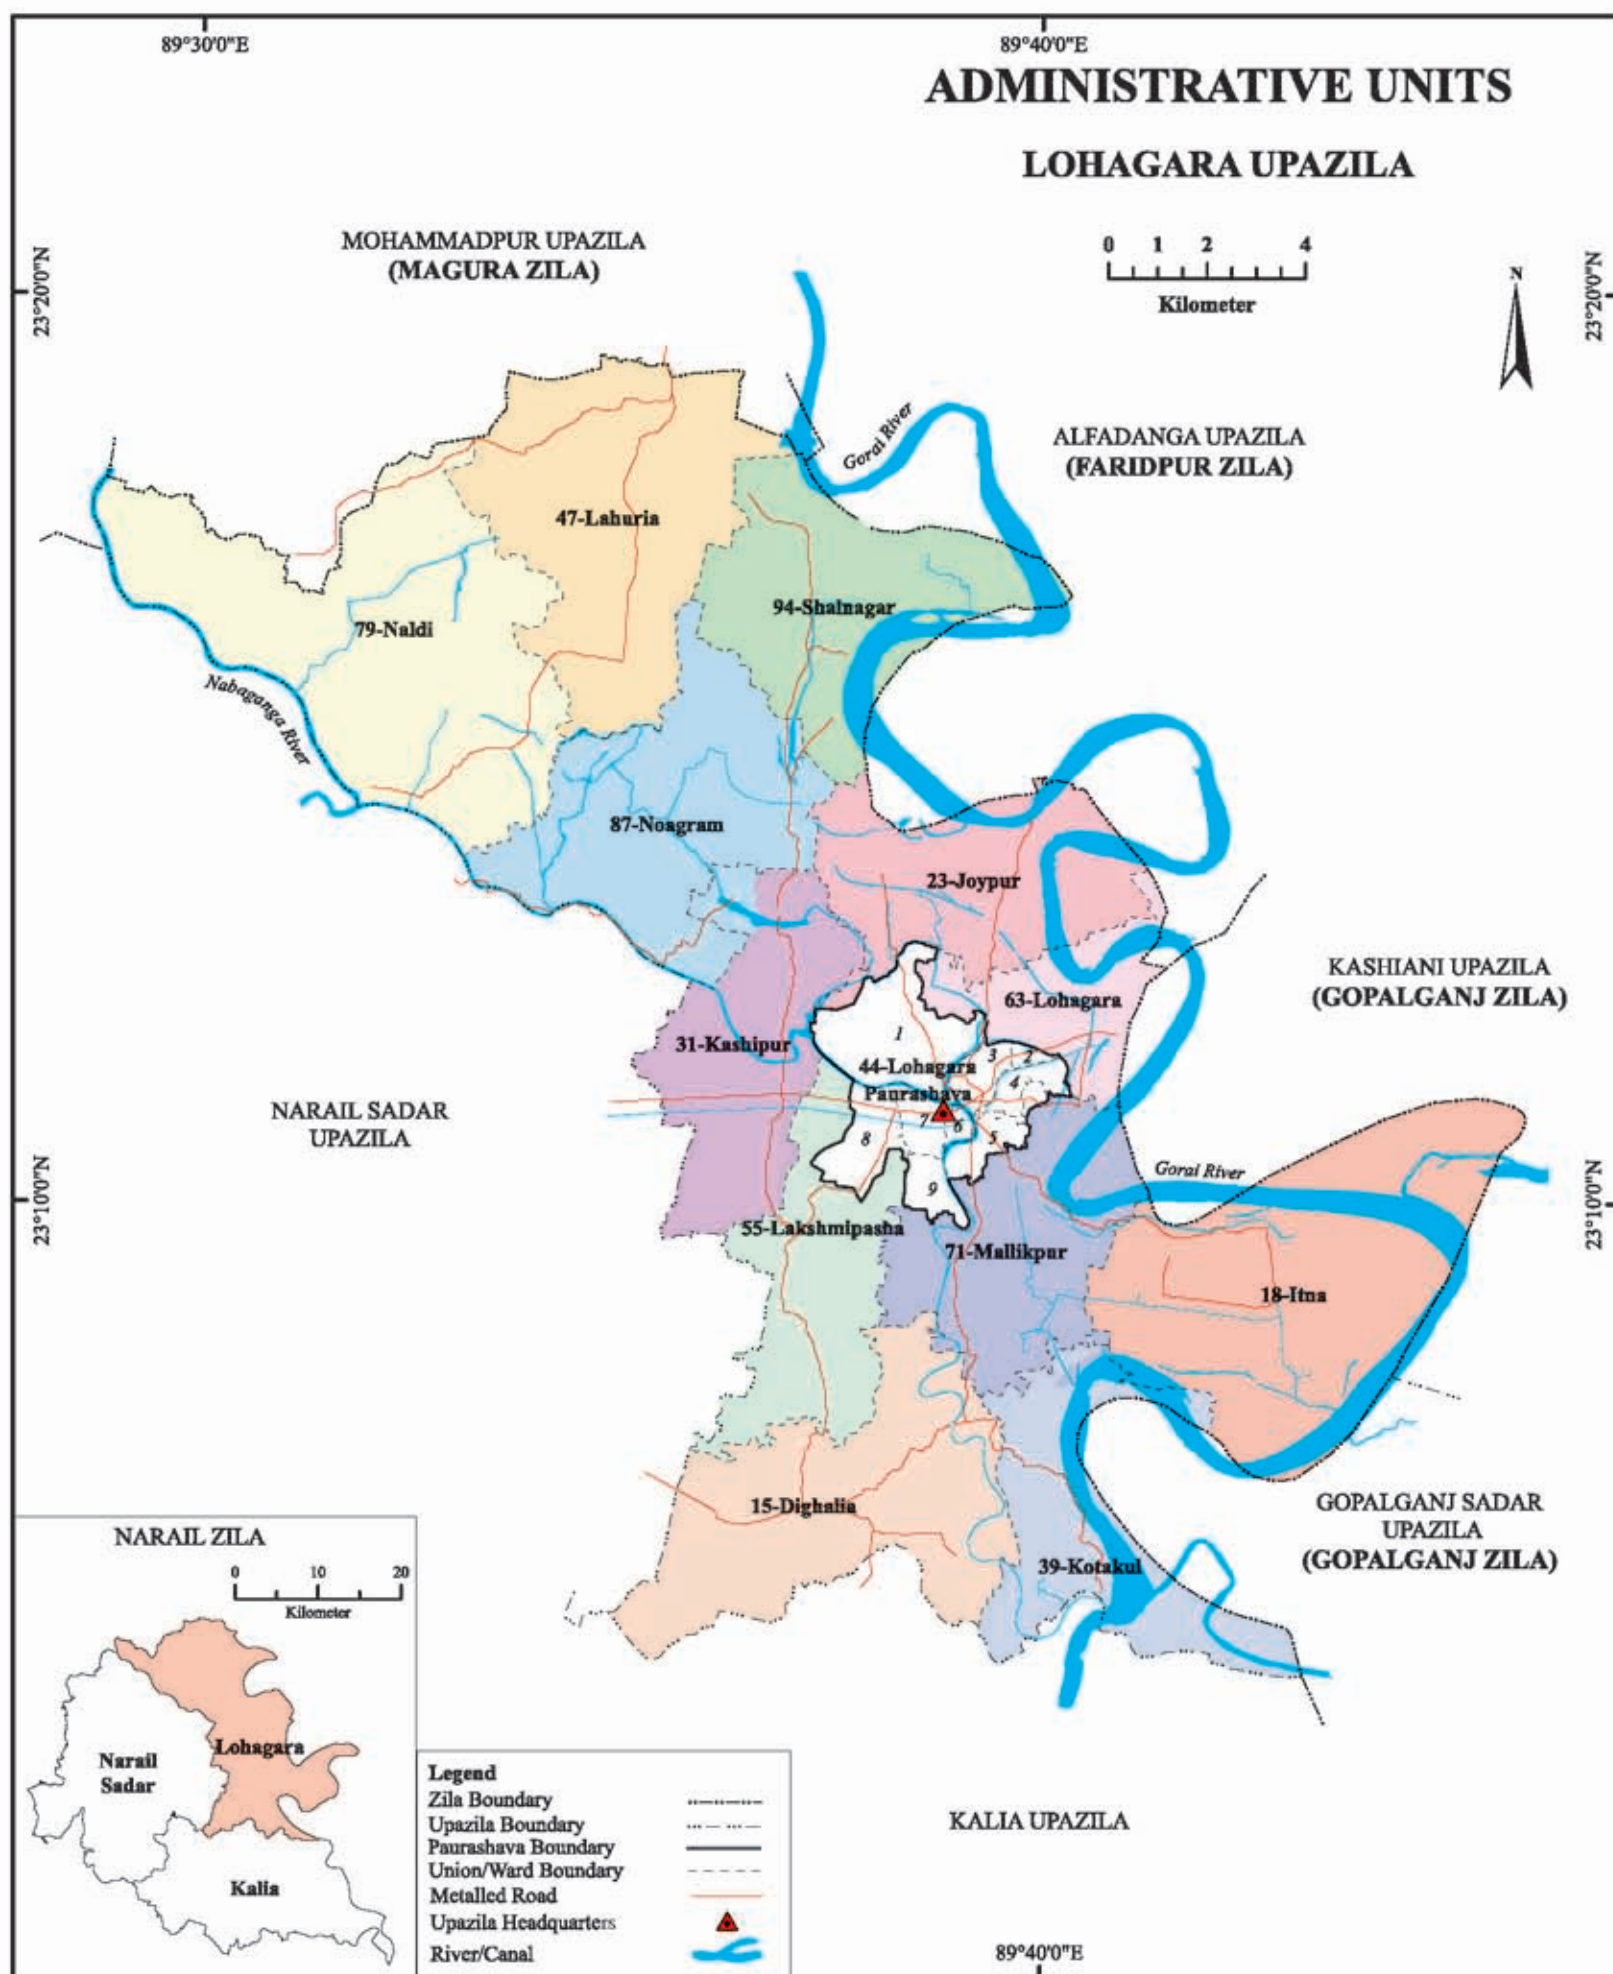 89°30'0"E
89°40'0"E
ADMINISTRATIVE UNITS
LOHAGARA UPAZILA
MOHAMMADPUR UPAZILA
(MAGURA ZILA)
0 1 2 4
Kilometer
N
23°20'0"N
23°20'0"N
Gorai River
ALFADANGA UPAZILA
(FARIDPUR ZILA)
47-Lahuria
94-Shalnagar
79-Naldi
Nabaganga River
87-Noagram
23-Joypur
KASHIANI UPAZILA
(GOPALGANJ ZILA)
63-Lohagara
1
31-Kashipur
3 2
44-Lohagara
4
Paurashava
NARAIL SADAR
UPAZILA
7 6
8
5
9
Gorai River
23°10'0"N
23°10'0"N
55-Lakshmipasha
71-Mallikpur
18-Itna
15-Dighalia
39-Kotakul
GOPALGANJ SADAR
UPAZILA
(GOPALGANJ ZILA)
NARAIL ZILA
0 10 20
Kilometer
Lohagara
Narail
Sadar
Kalia
Legend
Zila Boundary
Upazila Boundary
Paurashava Boundary
Union/Ward Boundary
Metalled Road
Upazila Headquarters
River/Canal
KALIA UPAZILA
89°40'0"E